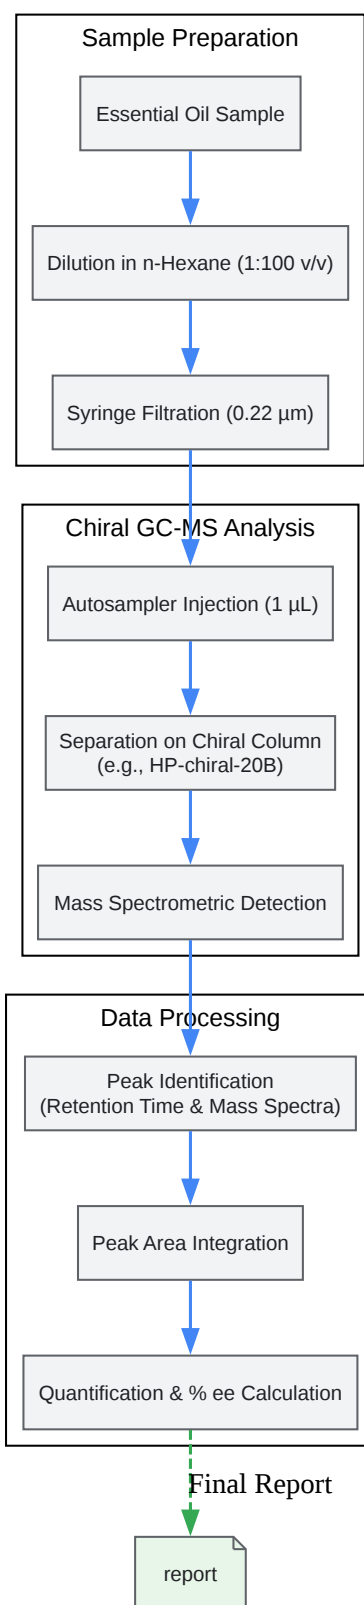 Sample Preparation
Essential Oil Sample
Dilution in n-Hexane (1:100 v/v)
Syringe Filtration (0.22 µm)
Chiral GC-MS Analysis
Autosampler Injection (1 µL)
Separation on Chiral Column
(e.g., HP-chiral-20B)
Mass Spectrometric Detection
Data Processing
Peak Identification
(Retention Time & Mass Spectra)
Peak Area Integration
Quantification & % ee Calculation
Final Report
report